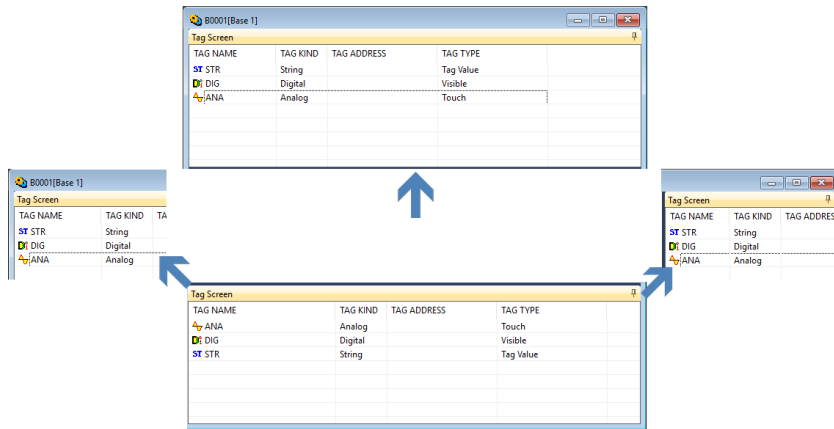 B0001[Base 1]
Tag Screen
TAG NAME TAG KIND TAG ADDRESS TAG TYPE
ST STR String Tag Value
DIG Digital Visible
ANA Analog Touch
B0001[Base 1]
Tag Screen
TAG NAME TAG KIND TA
ST STR String
DIG Digital
ANA Analog
Tag Screen
TAG NAME TAG KIND TAG ADDRES
ST STR String
DIG Digital
ANA Analog
Tag Screen
TAG NAME TAG KIND TAG ADDRESS TAG TYPE
ANA Analog Touch
DIG Digital Visible
ST STR String Tag Value